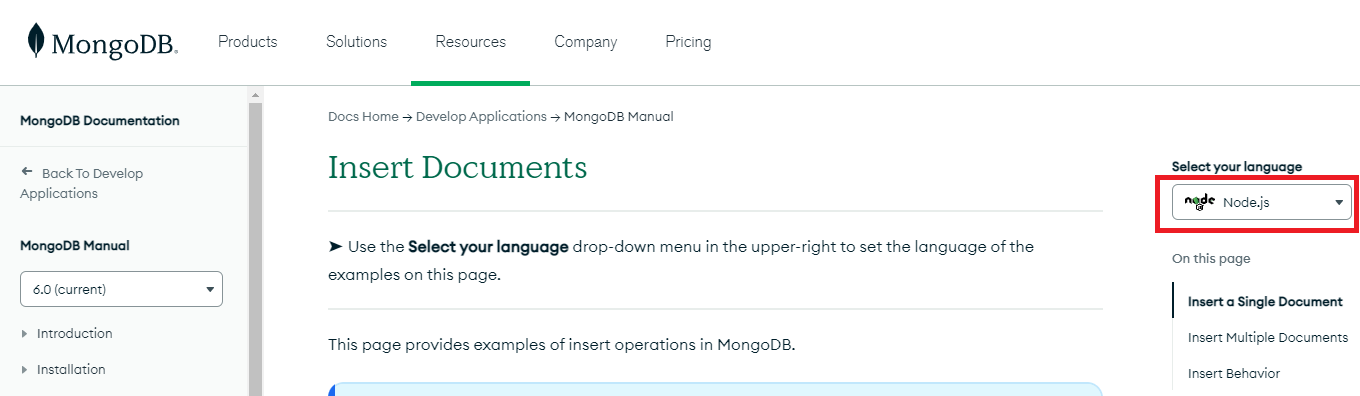 MongoDB.
Products
Solutions
Resources
Company
Pricing
MongoDB Documentation
← Back To Develop
Applications
MongoDB Manual
6.0 (current)
Introduction
Installation
Docs Home → Develop Applications → MongoDB Manual
Insert Documents
➤ Use the Select your language drop-down menu in the upper-right to set the language of the
examples on this page.
This page provides examples of insert operations in MongoDB.
Select your language
node Node.js
On this page
Insert a Single Document
Insert Multiple Documents
Insert Behavior